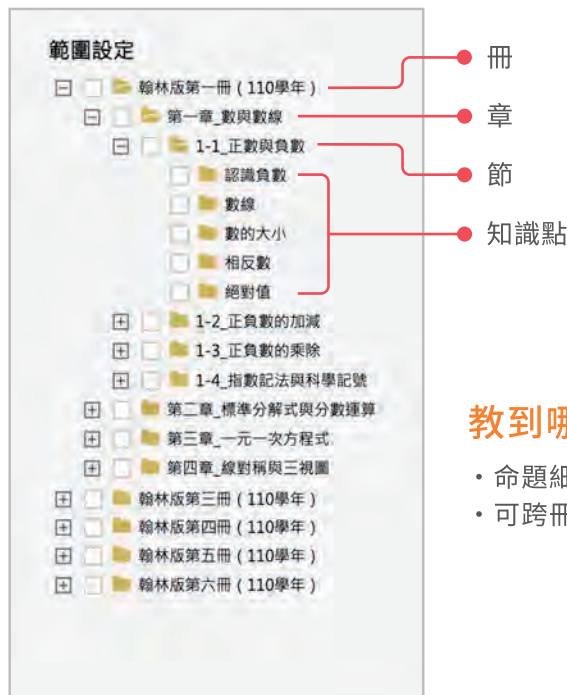 範圍設定
翰林版第一冊（110學年）
冊
第一章_數與數線
章
1-1_正數與負數
節
認識負數
數線
數的大小
知識點
相反數
絕對值
1-2_正負數的加減
1-3_正負數的乘除
1-4_指數記法與科學記號
第二章_標準分解式與分數運算
第三章_一元一次方程式
第四章_線對稱與三視圖
翰林版第三冊（110學年）
翰林版第四冊（110學年）
翰林版第五冊（110學年）
翰林版第六冊（110學年）
教到哪
・命題細
・可跨冊